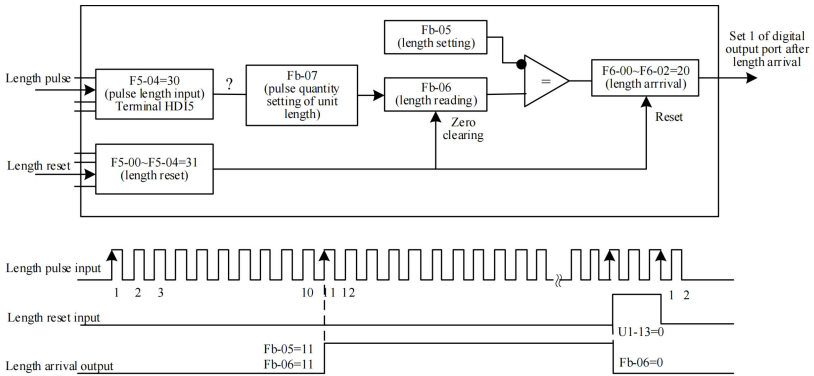 Length pulse
F5-04=30
(pulse length input)
Terminal HDI5
?
Fb-07
(pulse quantity
setting of unit
length)
Fb-05
(length setting)
Fb-06
(length reading)
Zero
clearing
=
F6-00~F6-02=20
(length arrrival)
Reset
Set 1 of digital
output port after
length arrival
Length reset
F5-00~F5-04=31
(length reset)
Length pulse input
1 2 3 10 11 12 1 2
Length reset input
U1-13=0
Length arrival output
Fb-05=11
Fb-06=11
Fb-06=0